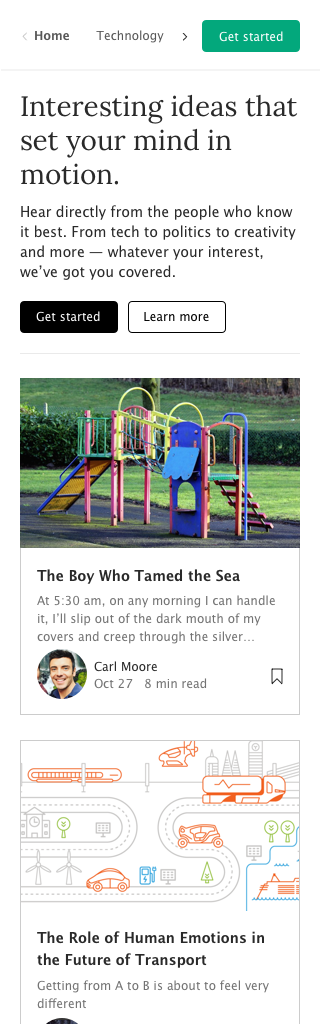 Home Technology Get started
Interesting ideas that
set your mind in
motion.
Hear directly from the people who know
it best. From tech to politics to creativity
and more — whatever your interest,
we’ve got you covered.
Get started Learn more
The Boy Who Tamed the Sea
At 5:30 am, on any morning I can handle
it, I’ll slip out of the dark mouth of my
covers and creep through the silver…
Carl Moore
Oct 27 8 min read
The Role of Human Emotions in
the Future of Transport
Getting from A to B is about to feel very
different